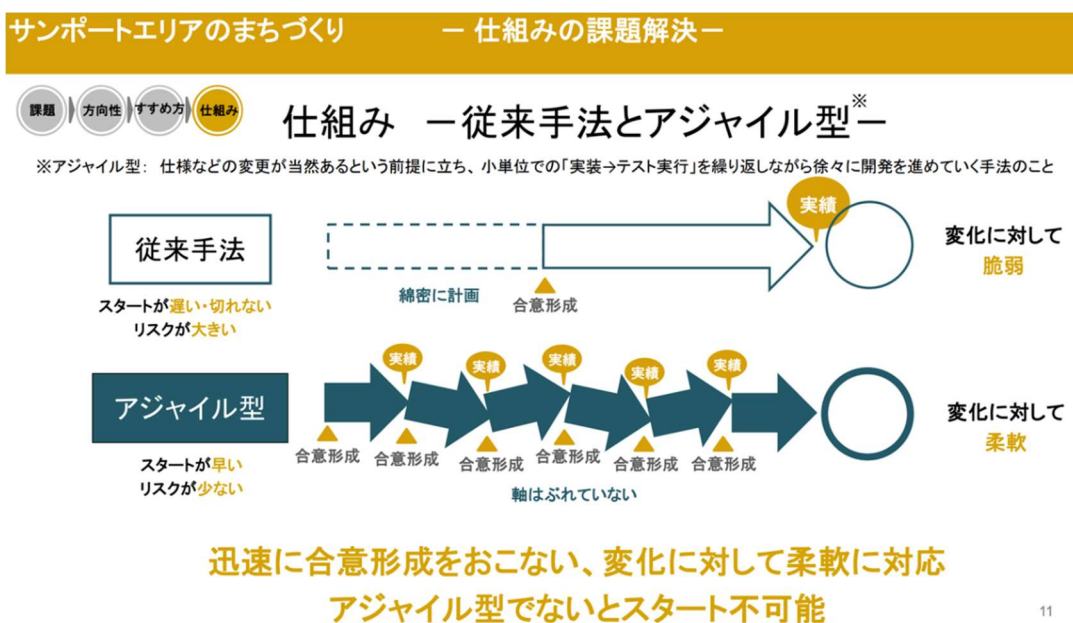 サンポートエリアのまちづくり －仕組みの課題解決－
課題 方向性 すすめ方 仕組み
仕組み －従来手法とアジャイル型※－
※アジャイル型： 仕様などの変更が当然あるという前提に立ち、小単位での「実装→テスト実行」を繰り返しながら徐々に開発を進めていく手法のこと
実績
従来手法
変化に対して
脆弱
綿密に計画
合意形成
スタートが遅い・切れない
リスクが大きい
実績 実績 実績 実績 実績
アジャイル型
変化に対して
柔軟
合意形成 合意形成 合意形成 合意形成 合意形成 合意形成
スタートが早い
リスクが少ない
軸はぶれていない
迅速に合意形成をおこない、変化に対して柔軟に対応
アジャイル型でないとスタート不可能
11